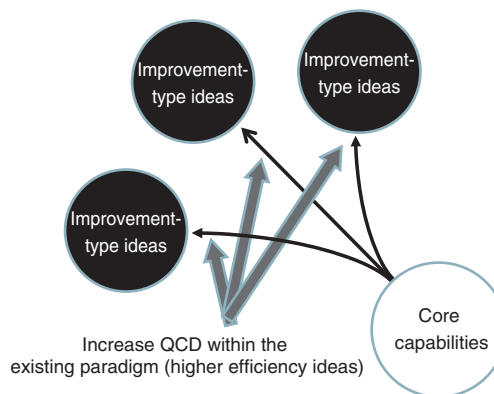 Improvement-
type ideas
Improvement-
type ideas
Improvement-
type ideas
Core
capabilities
Increase QCD within the
existing paradigm (higher efficiency ideas)